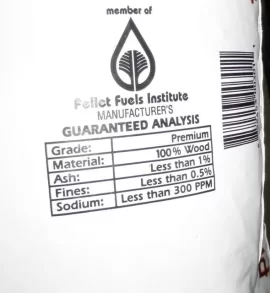 member of
Pellet Fuels Institute
MANUFACTURER'S
GUARANTEED ANALYSIS
Grade: Premium
Material: 100% Wood
Ash: Less than 1%
Fines: Less than 0.5%
Sodium: Less than 300 PPM